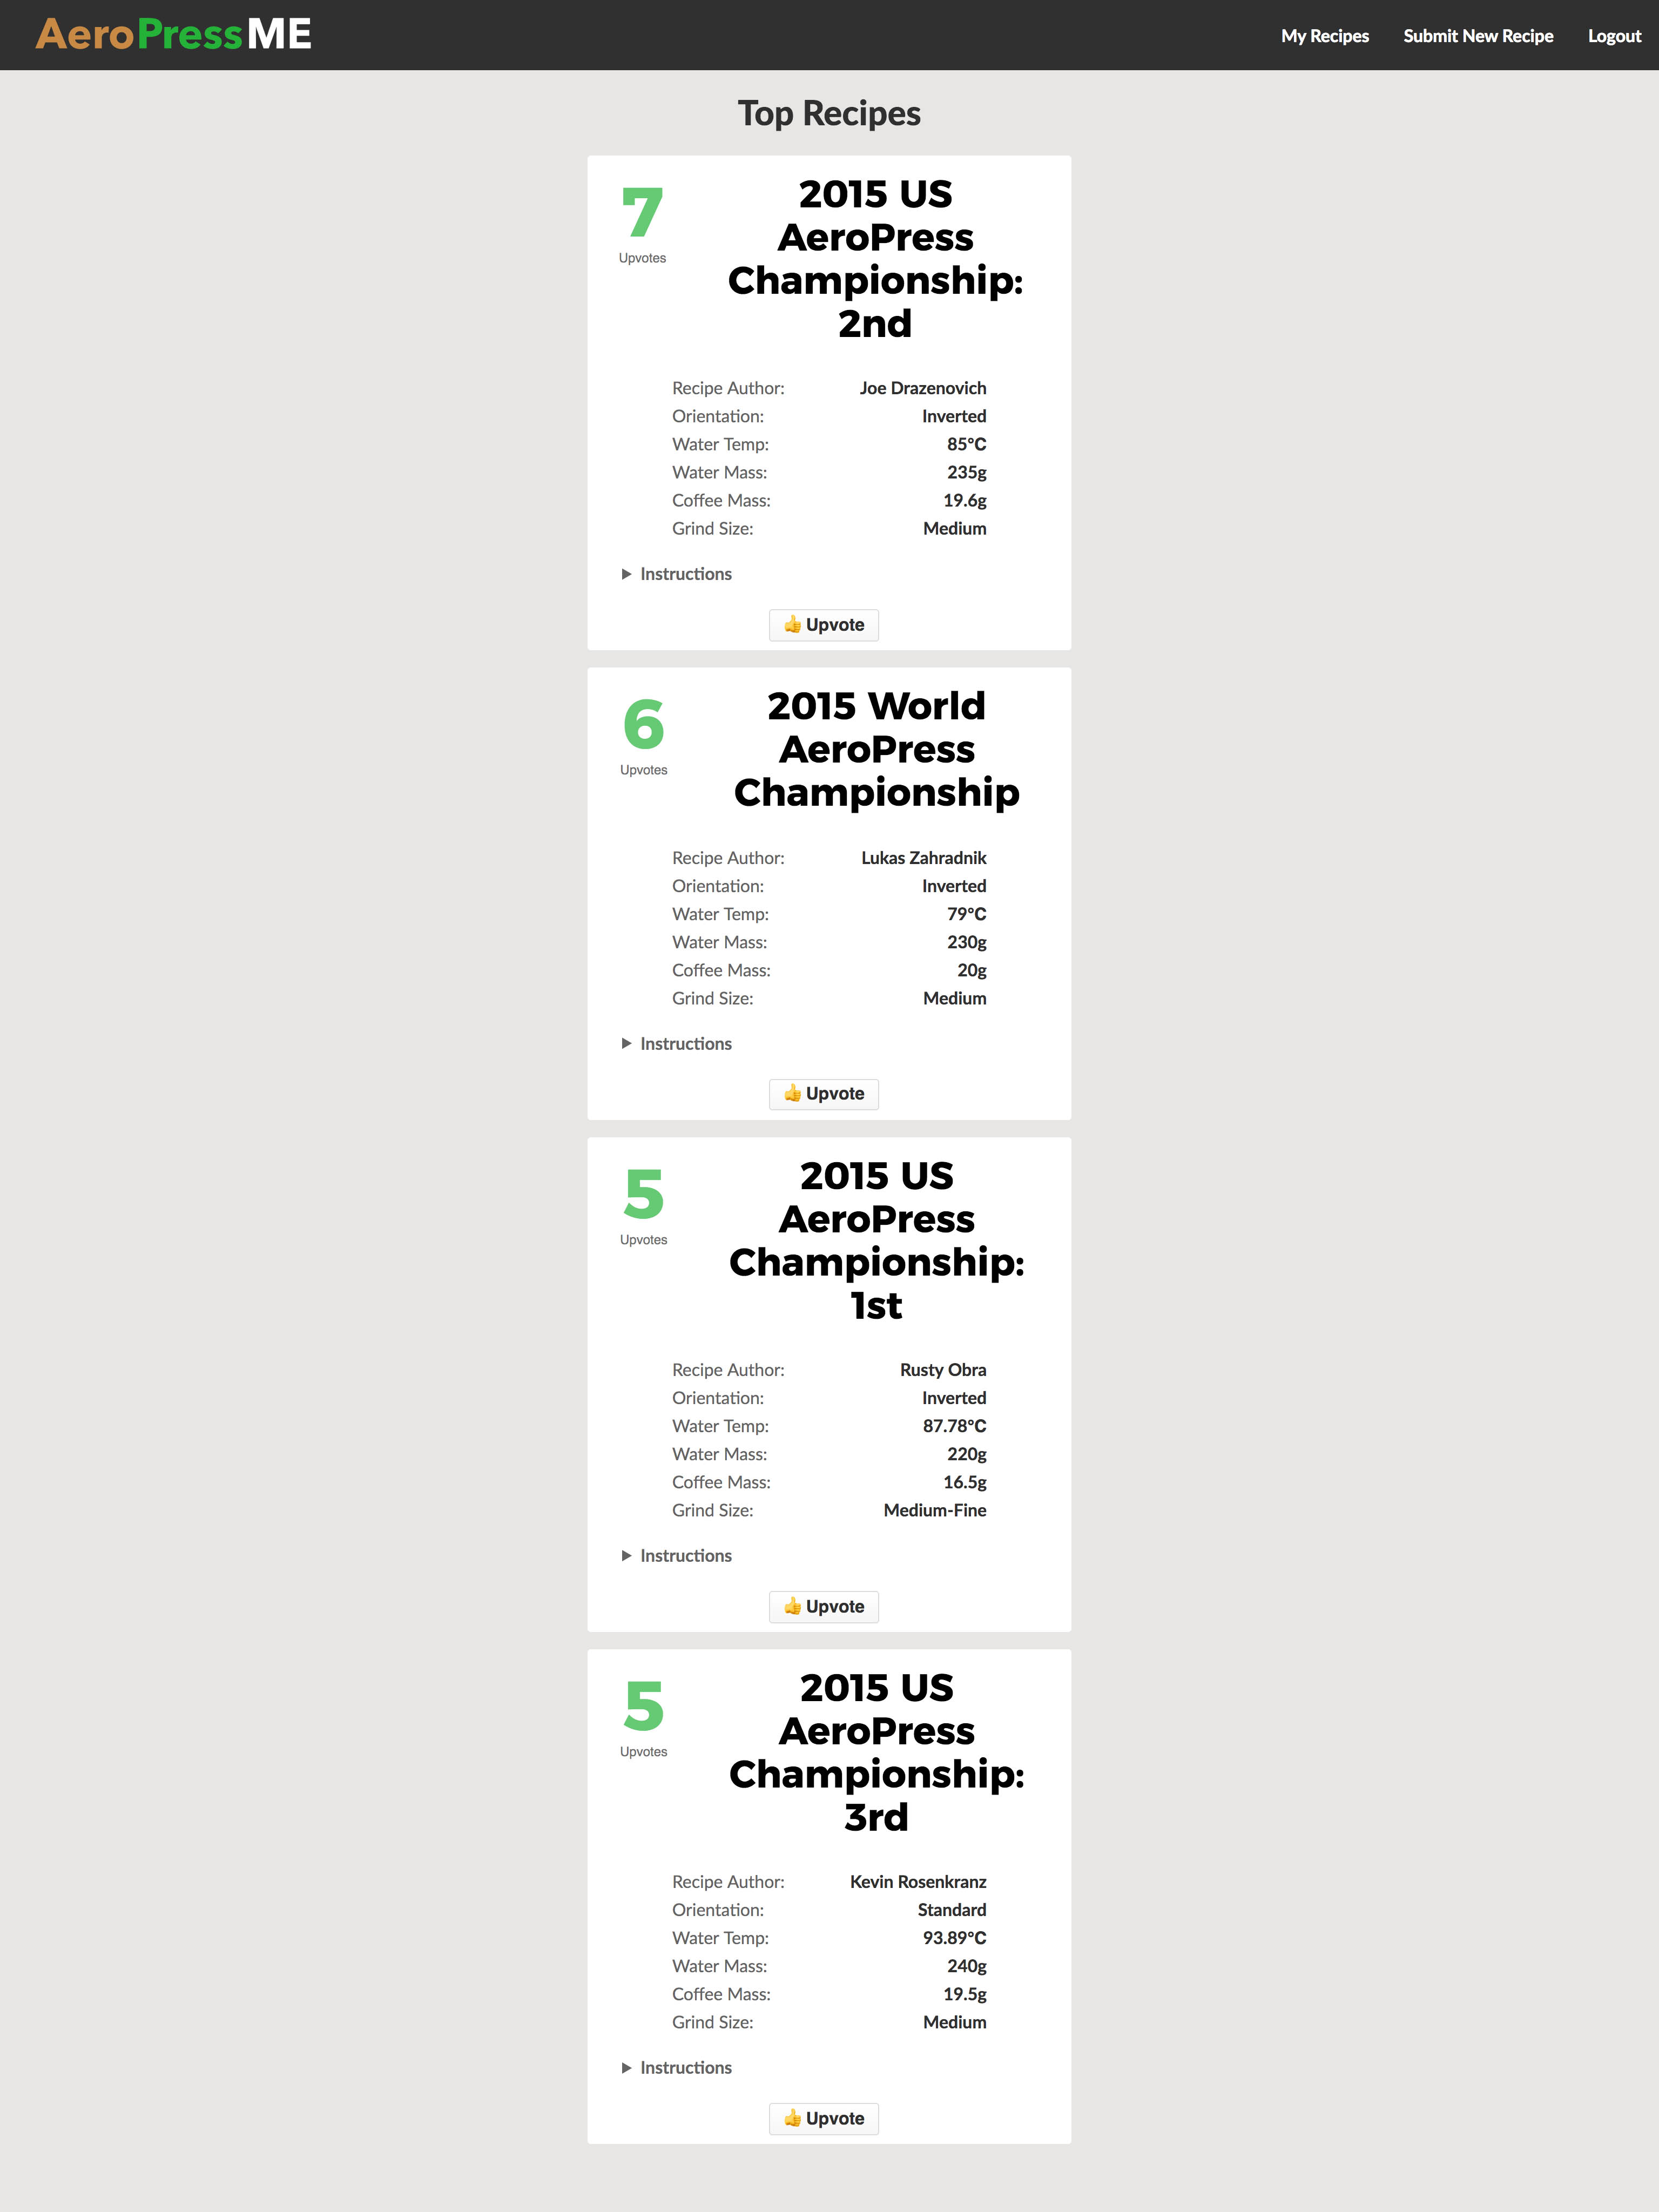 AeroPressME
My Recipes Submit New Recipe Logout
Top Recipes
7
Upvotes
2015 US
AeroPress
Championship:
2nd
Recipe Author: Joe Drazenovich
Orientation: Inverted
Water Temp: 85°C
Water Mass: 235g
Coffee Mass: 19.6g
Grind Size: Medium
Instructions
👍 Upvote
6
Upvotes
2015 World
AeroPress
Championship
Recipe Author: Lukas Zahradnik
Orientation: Inverted
Water Temp: 79°C
Water Mass: 230g
Coffee Mass: 20g
Grind Size: Medium
Instructions
👍 Upvote
5
Upvotes
2015 US
AeroPress
Championship:
1st
Recipe Author: Rusty Obra
Orientation: Inverted
Water Temp: 87.78°C
Water Mass: 220g
Coffee Mass: 16.5g
Grind Size: Medium-Fine
Instructions
👍 Upvote
5
Upvotes
2015 US
AeroPress
Championship:
3rd
Recipe Author: Kevin Rosenkranz
Orientation: Standard
Water Temp: 93.89°C
Water Mass: 240g
Coffee Mass: 19.5g
Grind Size: Medium
Instructions
👍 Upvote